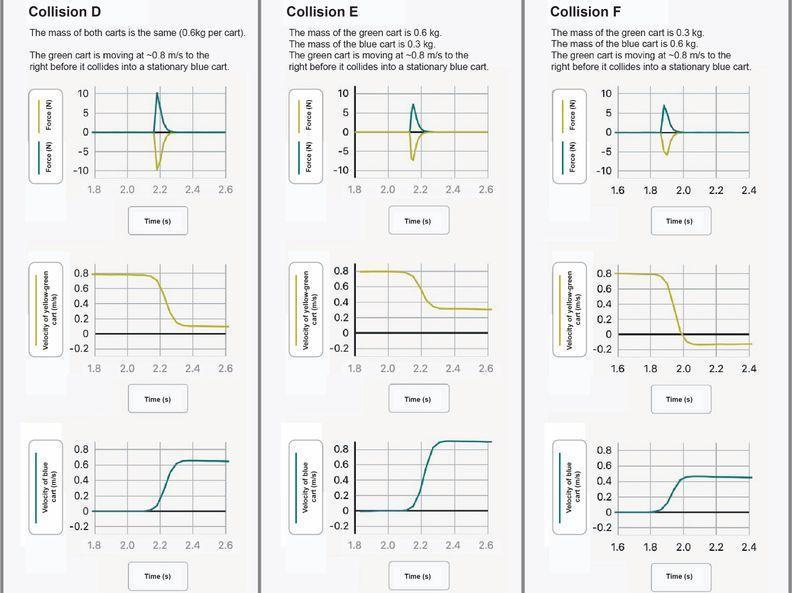 Collision D
The mass of both carts is the same (0.6kg per cart).
The green cart is moving at ~0.8 m/s to the
right before it collides into a stationary blue cart.
Force (N)
Force (N)
10
5
0
-5
-10
1.8 2.0 2.2 2.4 2.6
Time (s)
Velocity of yellow-green
cart (m/s)
0.8
0.6
0.4
0.2
0
-0.2
1.8 2.0 2.2 2.4 2.6
Time (s)
Velocity of blue
cart (m/s)
0.8
0.6
0.4
0.2
0
-0.2
1.8 2.0 2.2 2.4 2.6
Time (s)
Collision E
The mass of the green cart is 0.6 kg.
The mass of the blue cart is 0.3 kg.
The green cart is moving at ~0.8 m/s to the
right before it collides into a stationary blue cart.
Force (N)
Force (N)
10
5
0
-5
-10
1.8 2.0 2.2 2.4 2.6
Time (s)
Velocity of yellow-green
cart (m/s)
0.8
0.6
0.4
0.2
0
-0.2
1.8 2.0 2.2 2.4 2.6
Time (s)
Velocity of blue
cart (m/s)
0.8
0.6
0.4
0.2
0
-0.2
1.8 2.0 2.2 2.4 2.6
Time (s)
Collision F
The mass of the green cart is 0.3 kg.
The mass of the blue cart is 0.6 kg.
The green cart is moving at ~0.8 m/s to the
right before it collides into a stationary blue cart.
Force (N)
Force (N)
10
5
0
-5
-10
1.6 1.8 2.0 2.2 2.4
Time (s)
Velocity of yellow-green
cart (m/s)
0.8
0.6
0.4
0.2
0
-0.2
1.6 1.8 2.0 2.2 2.4
Time (s)
Velocity of blue
cart (m/s)
0.8
0.6
0.4
0.2
0
-0.2
1.6 1.8 2.0 2.2 2.4
Time (s)